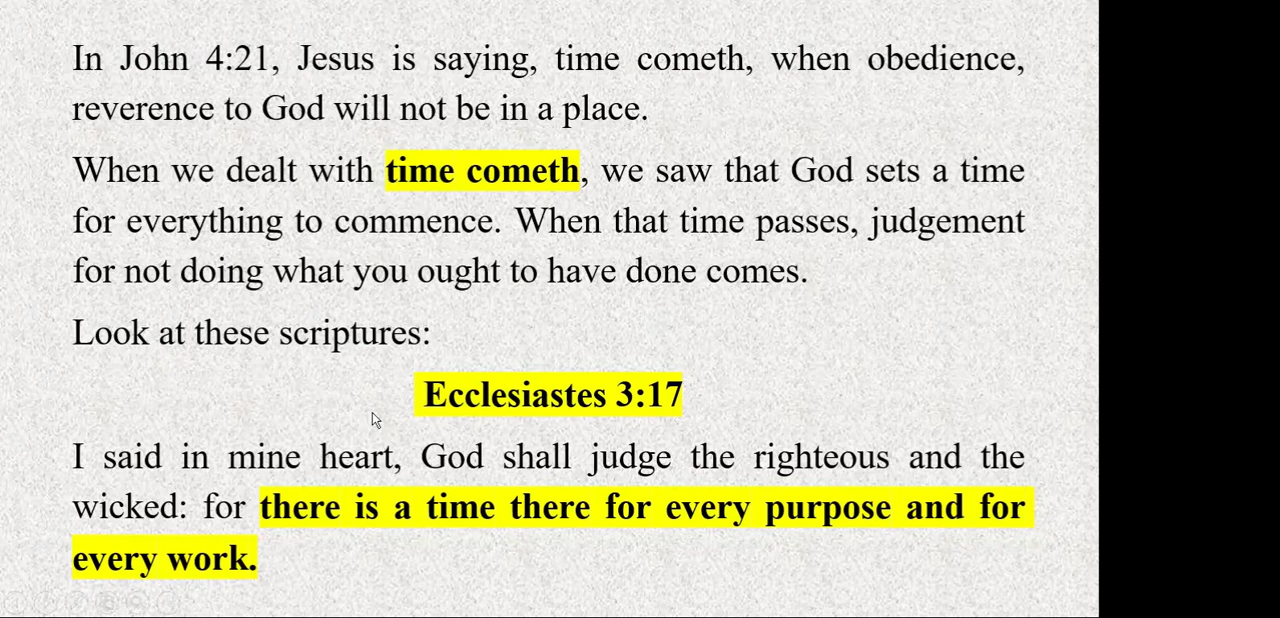 In John 4:21, Jesus is saying, time cometh, when obedience,
reverence to God will not be in a place.
When we dealt with time cometh, we saw that God sets a time
for everything to commence. When that time passes, judgement
for not doing what you ought to have done comes.
Look at these scriptures:
Ecclesiastes 3:17
I said in mine heart, God shall judge the righteous and the
wicked: for there is a time there for every purpose and for
every work.